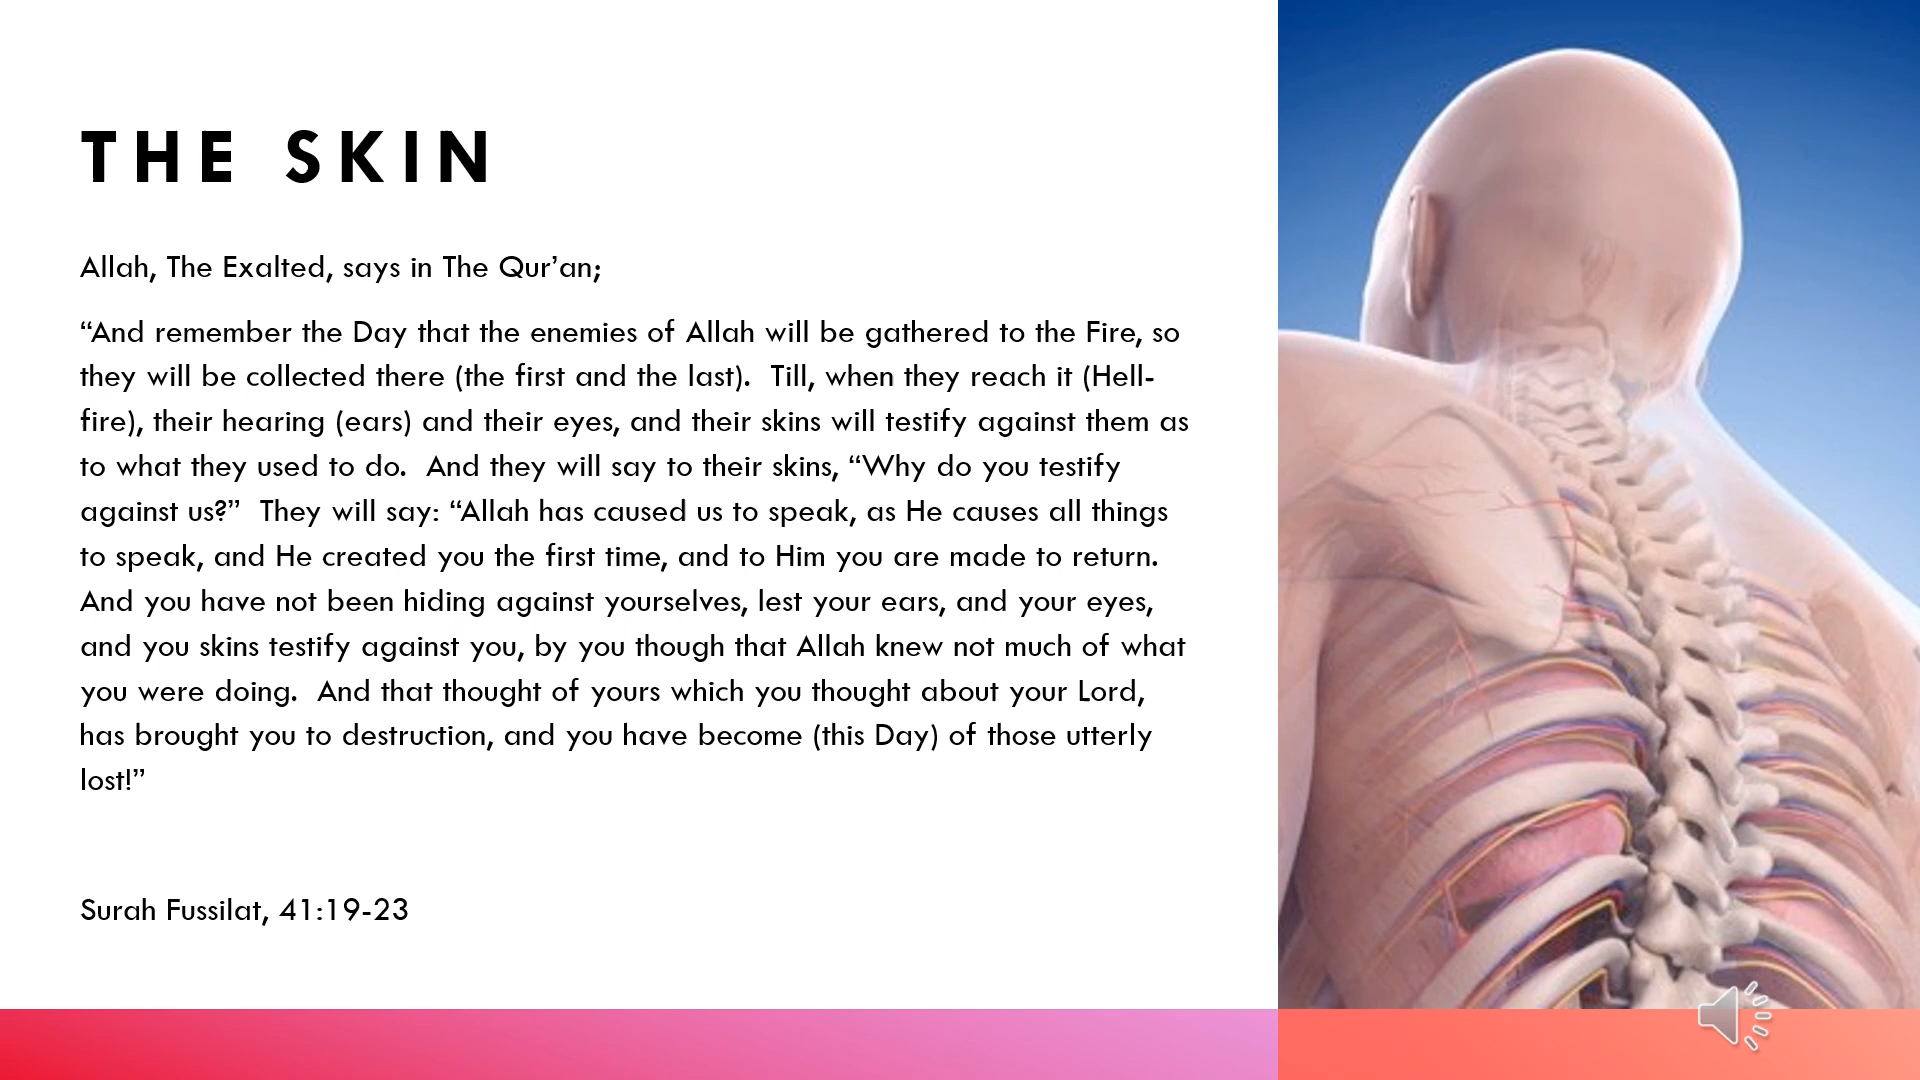 THE SKIN
Allah, The Exalted, says in The Qur’an;
“And remember the Day that the enemies of Allah will be gathered to the Fire, so
they will be collected there (the first and the last).  Till, when they reach it (Hell-
fire), their hearing (ears) and their eyes, and their skins will testify against them as
to what they used to do.  And they will say to their skins, “Why do you testify
against us?”  They will say: “Allah has caused us to speak, as He causes all things
to speak, and He created you the first time, and to Him you are made to return.
And you have not been hiding against yourselves, lest your ears, and your eyes,
and you skins testify against you, by you though that Allah knew not much of what
you were doing.  And that thought of yours which you thought about your Lord,
has brought you to destruction, and you have become (this Day) of those utterly
lost!”
Surah Fussilat, 41:19-23